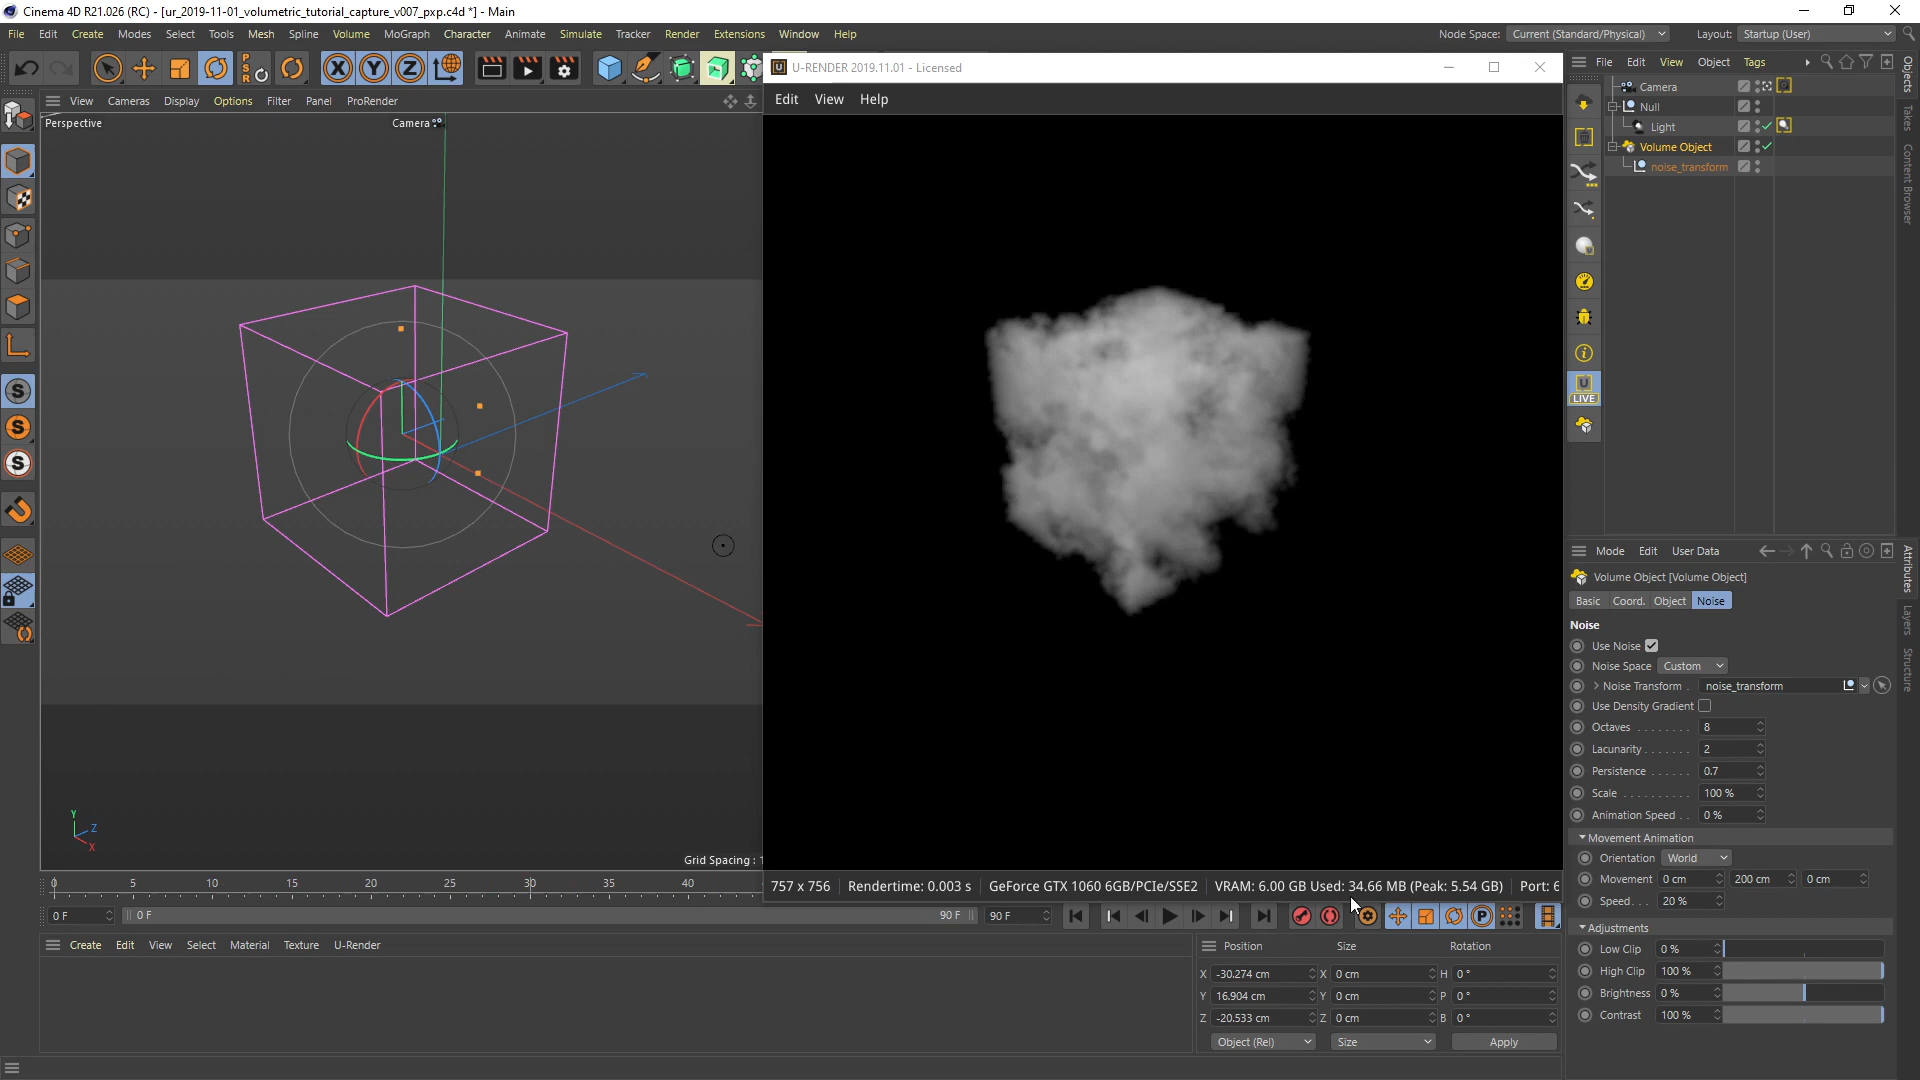 Cinema 4D R21.026 (RC) - [ur_2019-11-01_volumetric_tutorial_capture_v007_pxp.c4d *] - Main
File Edit Create Modes Select Tools Mesh Spline Volume MoGraph Character Animate Simulate Tracker Render Extensions Window Help
Node Space: Current (Standard/Physical) Layout: Startup (User)
X Y Z P S R
U-RENDER 2019.11.01 - Licensed
Edit View Help
View Cameras Display Options Filter Panel ProRender
Perspective Camera
Grid Spacing : 1
Y Z X
S
S
S
757 x 756 Rendertime: 0.003 s GeForce GTX 1060 6GB/PCIe/SSE2 VRAM: 6.00 GB Used: 34.66 MB (Peak: 5.54 GB) Port: 6
0 5 10 15 20 25 30 35 40
0 F 0 F 90 F 90 F
P
Create Edit View Select Material Texture U-Render
Position Size Rotation
X -30.274 cm X 0 cm H 0 °
Y 16.904 cm Y 0 cm P 0 °
Z -20.533 cm Z 0 cm B 0 °
Object (Rel) Size Apply
File Edit View Object Tags
Camera
Null
Light
Volume Object
noise_transform
U LIVE
Objects
Takes
Content Browser
Mode Edit User Data
Volume Object [Volume Object]
Basic Coord. Object Noise
Noise
Use Noise
Noise Space Custom
Noise Transform . noise_transform
Use Density Gradient
Octaves . . . . . . . . 8
Lacunarity . . . . . . 2
Persistence . . . . . . 0.7
Scale . . . . . . . . . . 100 %
Animation Speed . . 0 %
Movement Animation
Orientation World
Movement 0 cm 200 cm 0 cm
Speed . . . 20 %
Adjustments
Low Clip 0 %
High Clip 100 %
Brightness 0 %
Contrast 100 %
Attributes
Layers
Structure